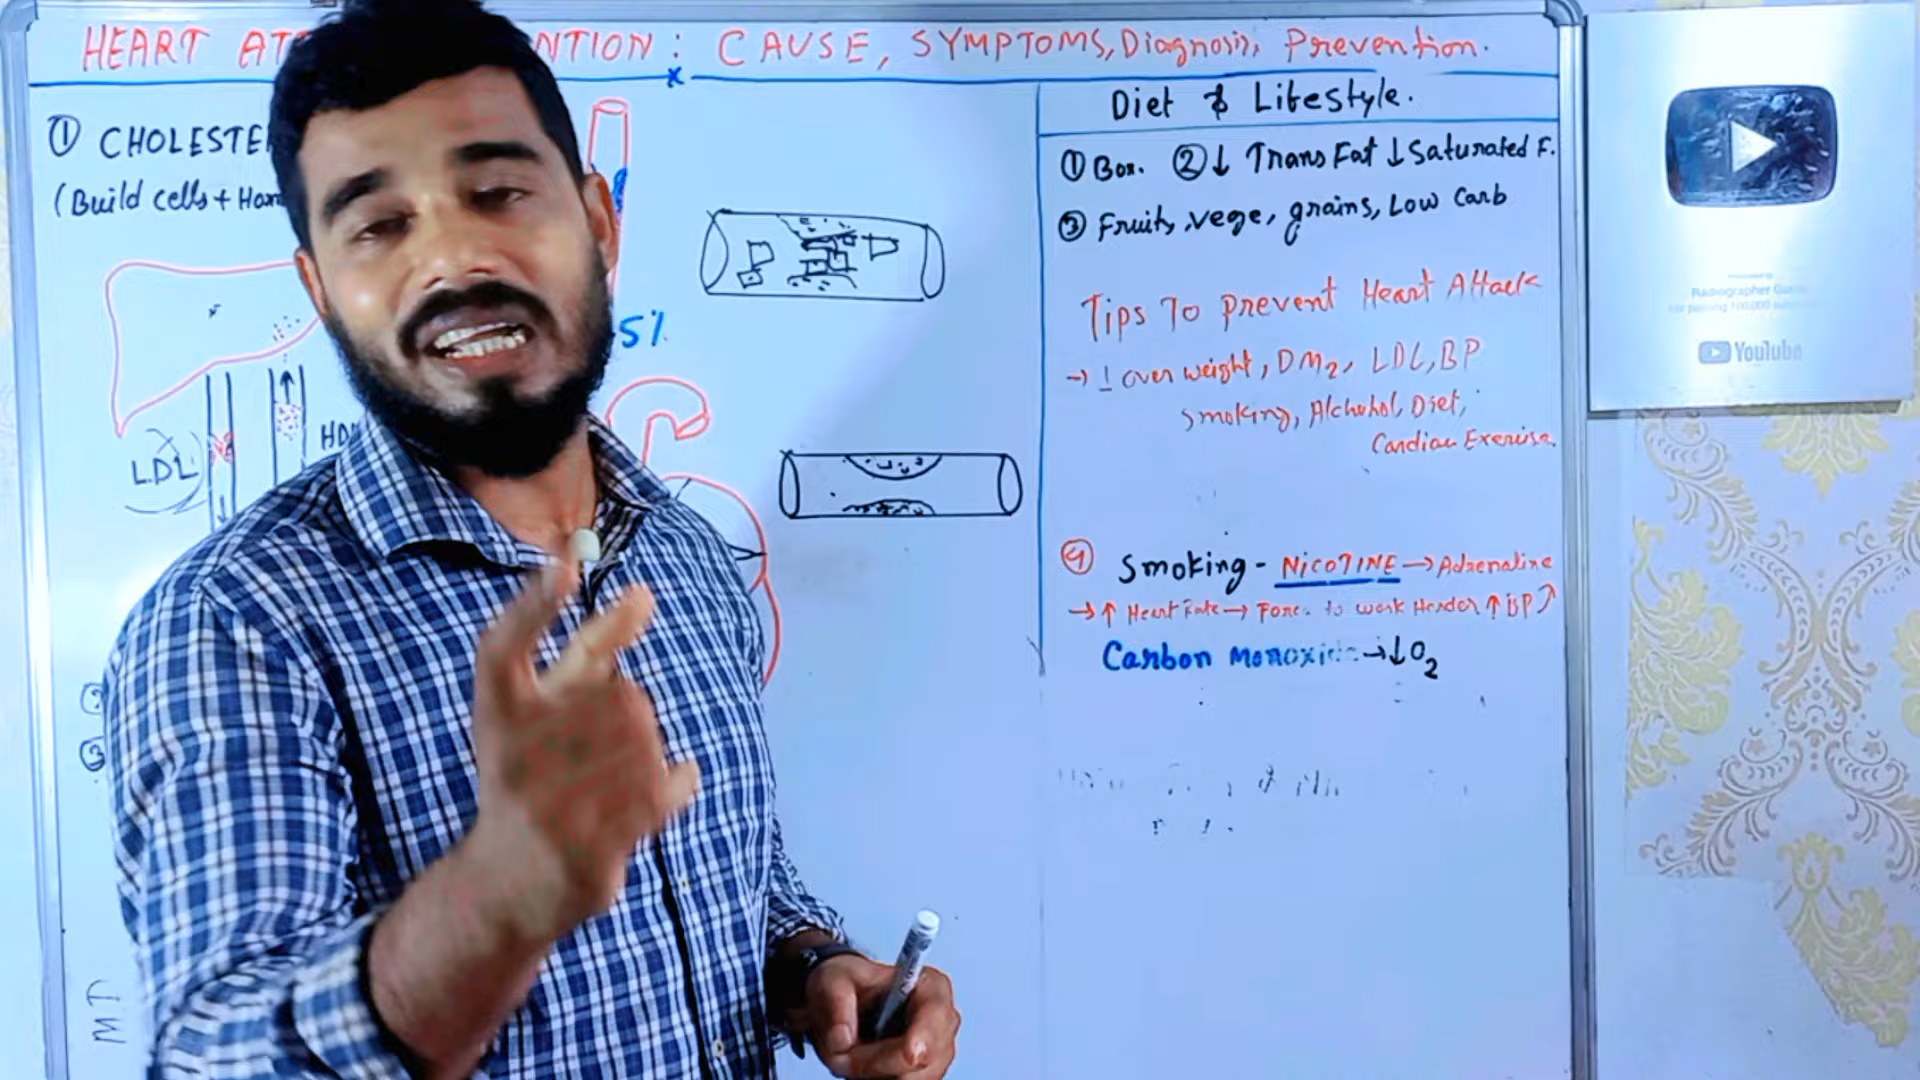 HEART AT NTION : CAUSE, SYMPTOMS, Diagnosis, Prevention.
① CHOLESTE
(Build cells + Hor
LDL
HD
5%
MT
Diet & Lifestyle.
① Box. ② ↓ Trans Fat ↓ Saturated F.
③ Fruits, vege, grains, Low Carb
Tips To Prevent Heart Attack
→ ⊥ over weight, DM2, LDL, BP
Smoking, Alchohol, Diet,
Cardiac Exercise.
④ Smoking - NICOTINE → Adrenaline
→ ↑ Heart Rate → Force to work Harder ↑ BP ↑
Carbon Monoxide → ↓ O2
Radiographer
YouTube